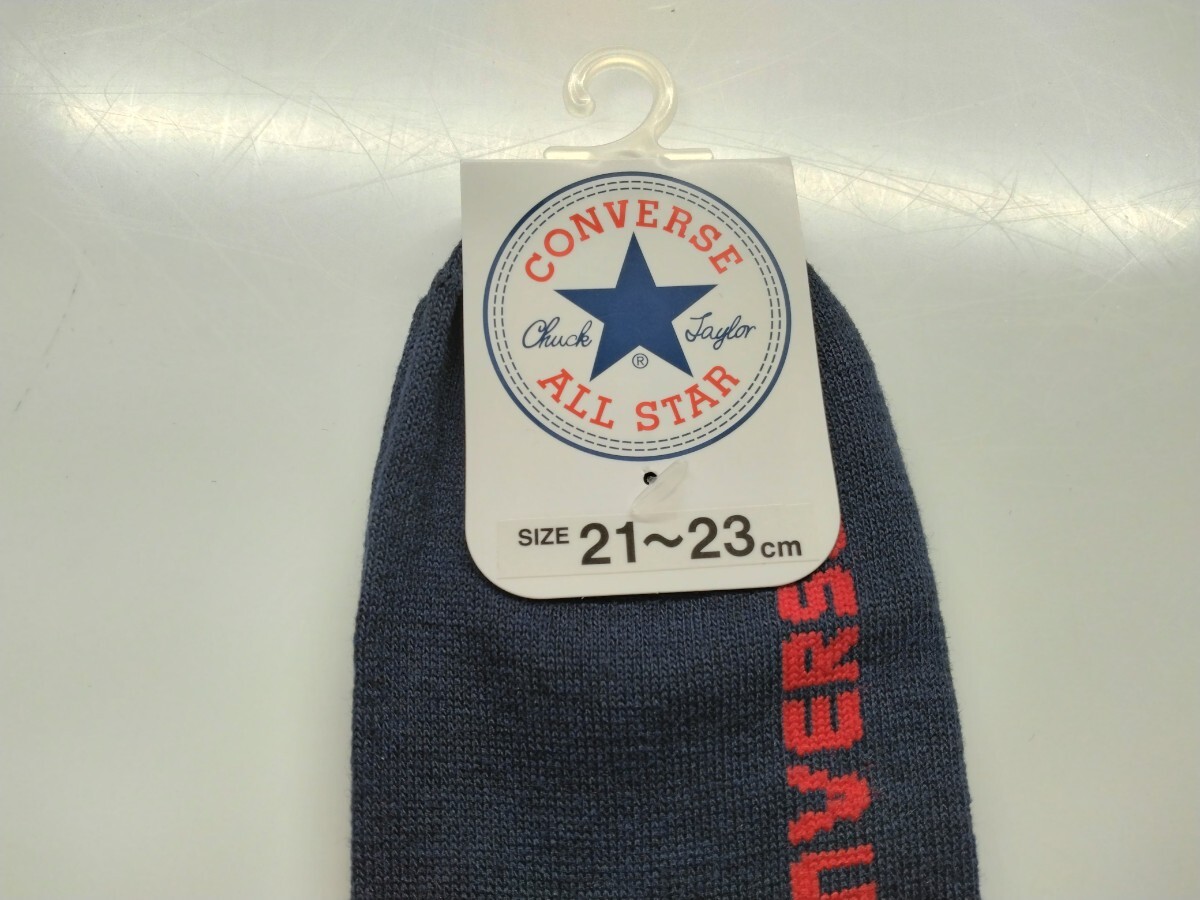 CONVERSE
Chuck Taylor
®
ALL STAR
SIZE 21~23cm
NVERS